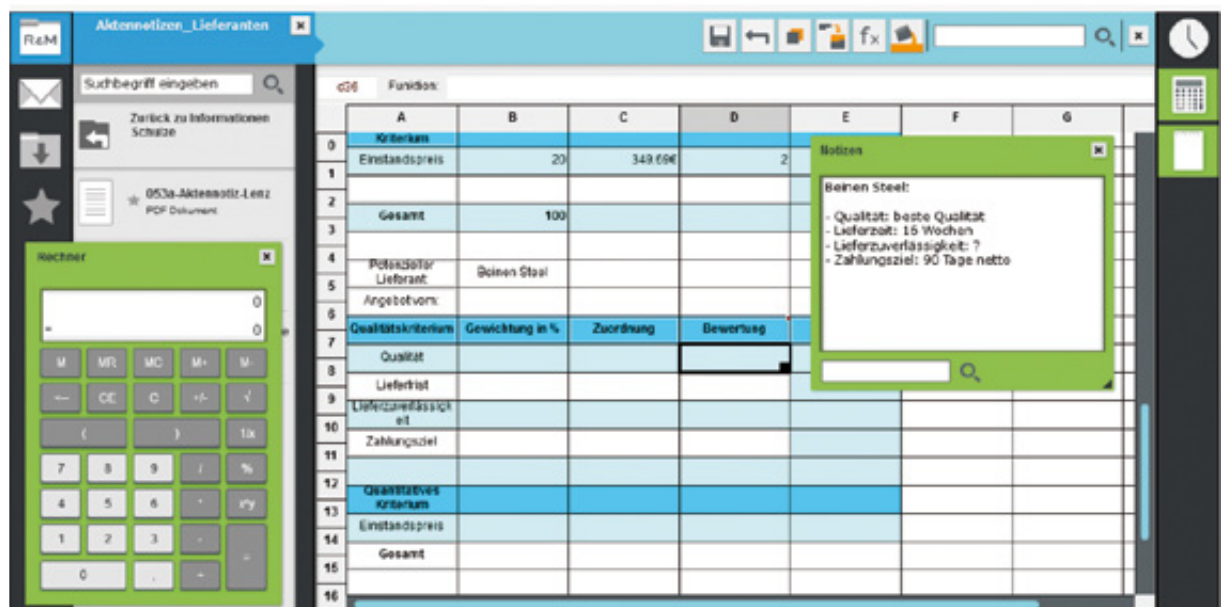 R&M
Aktennotizen_Lieferanten
Suchbegriff eingeben
Zurück zu Informationen
Schulze
053a-Aktennotiz-Lenz
PDF Dokument
Rechner
0
= 0
M MR MC M+ M-
<-- CE C +/- √
( ) 1/x
7 8 9 / %
4 5 6 * x^y
1 2 3 - =
0 , +
Funktion:
fx
A B C D E F G
0 Kriterium
1 Einstandspreis 20 349.69€ 2
2
3 Gesamt 100
4
5 Potenzieller Lieferant Beinen Steel
6 Angebot vom:
7 Qualitätskriterium Gewichtung in % Zuordnung Bewertung
8 Qualität
9 Lieferfrist
10 Lieferzuverlässigk
eit
11 Zahlungsziel
12
13 Quantitatives
Kriterium
14 Einstandspreis
15 Gesamt
16
Notizen
Beinen Steel:
- Qualität: beste Qualität
- Lieferzeit: 16 Wochen
- Lieferzuverlässigkeit: ?
- Zahlungsziel: 90 Tage netto